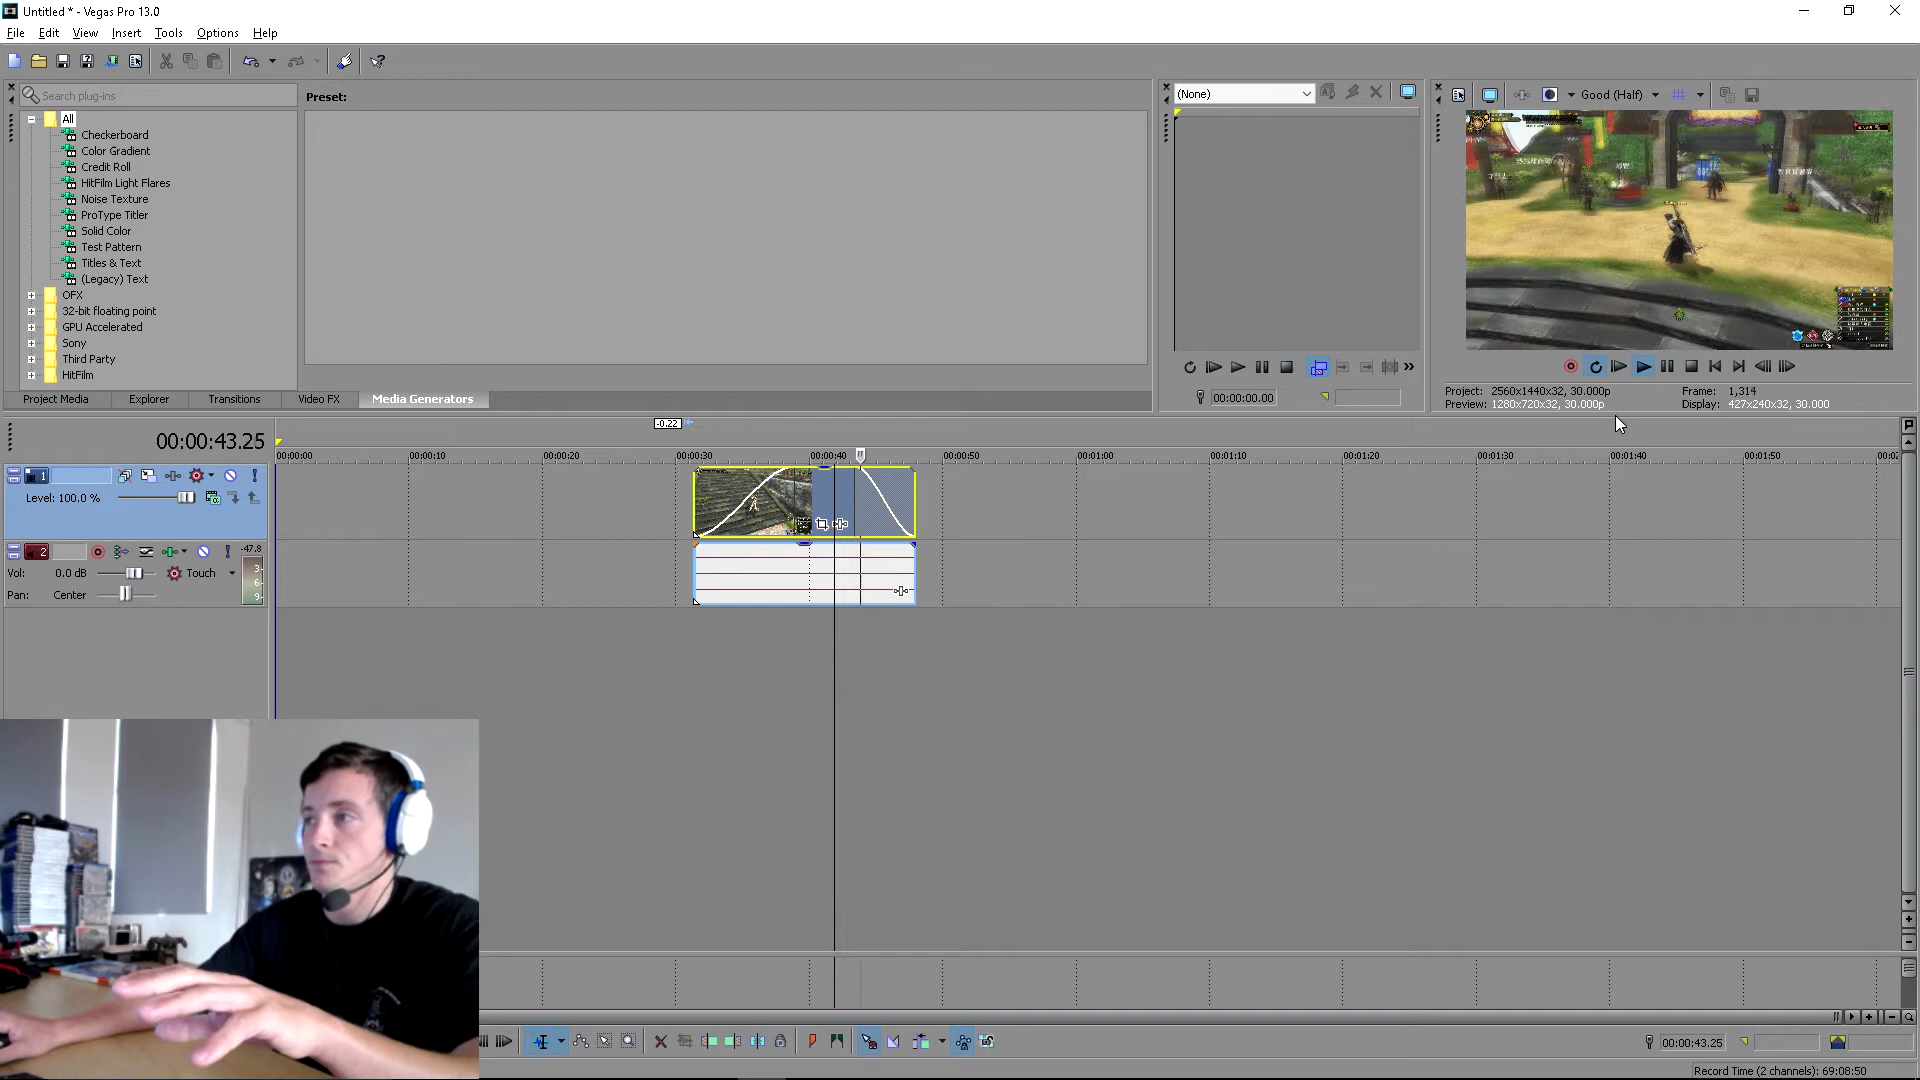 Untitled * - Vegas Pro 13.0
File Edit View Insert Tools Options Help
Search plug-ins
Preset:
(None)
Good (Half)
All
Checkerboard
Color Gradient
Credit Roll
HitFilm Light Flares
Noise Texture
ProType Titler
Solid Color
Test Pattern
Titles & Text
(Legacy) Text
OFX
32-bit floating point
GPU Accelerated
Sony
Third Party
HitFilm
Project Media Explorer Transitions Video FX Media Generators
00:00:00.00
Project: 2560x1440x32, 30.000p Frame: 1,314
Preview: 1280x720x32, 30.000p Display: 427x240x32, 30.000
-0.22
00:00:43.25
00:00:00 00:00:10 00:00:20 00:00:30 00:00:40 00:00:50 00:01:00 00:01:10 00:01:20 00:01:30 00:01:40 00:01:50
1
Level: 100.0 %
2
-47.8
Vol: 0.0 dB Touch
3-
6-
9-
Pan: Center
00:00:43.25
Record Time (2 channels): 69:08:50